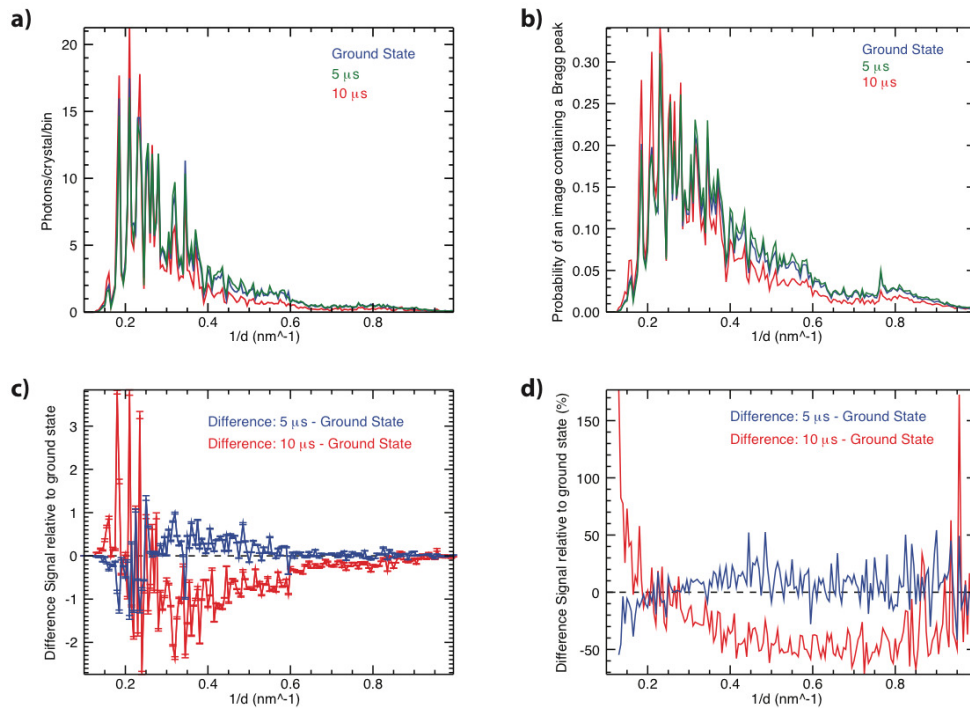 a)
Photons/crystal/bin
20
15
10
5
0
Ground State
5 μs
10 μs
0.2 0.4 0.6 0.8
1/d (nm^-1)
b)
Probability of an image containing a Bragg peak
0.30
0.25
0.20
0.15
0.10
0.05
0.00
Ground State
5 μs
10 μs
0.2 0.4 0.6 0.8
1/d (nm^-1)
c)
Difference Signal relative to ground state
3
2
1
0
-1
-2
Difference: 5 μs - Ground State
Difference: 10 μs - Ground State
0.2 0.4 0.6 0.8
1/d (nm^-1)
d)
Difference Signal relative to ground state (%)
150
100
50
0
-50
Difference: 5 μs - Ground State
Difference: 10 μs - Ground State
0.2 0.4 0.6 0.8
1/d (nm^-1)